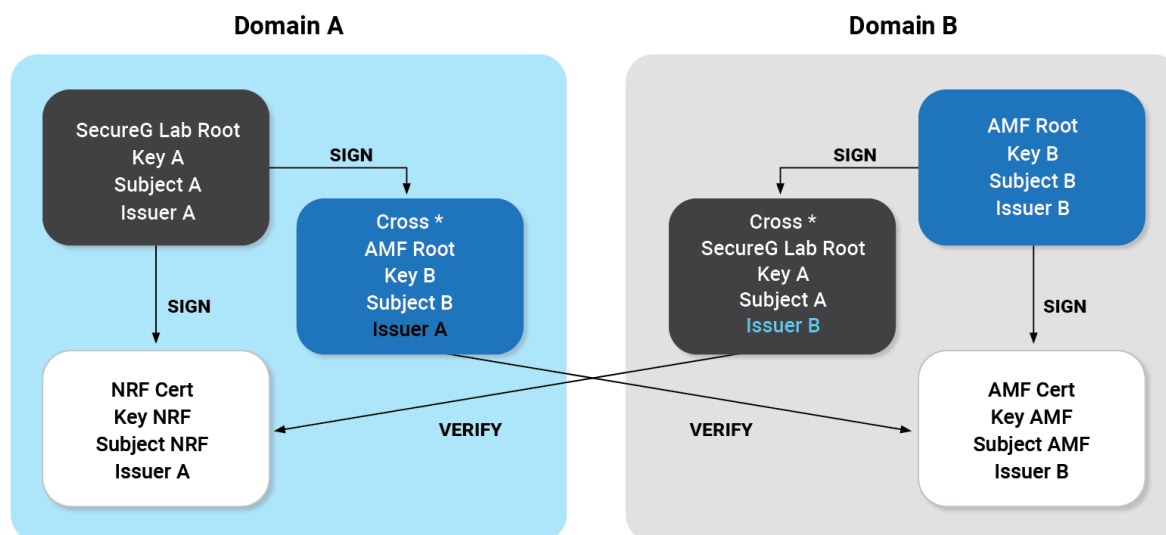 Domain A
Domain B
SecureG Lab Root
Key A
Subject A
Issuer A
SIGN
SIGN
Cross *
AMF Root
Key B
Subject B
Issuer A
NRF Cert
Key NRF
Subject NRF
Issuer A
VERIFY
AMF Root
Key B
Subject B
Issuer B
SIGN
SIGN
Cross *
SecureG Lab Root
Key A
Subject A
Issuer B
AMF Cert
Key AMF
Subject AMF
Issuer B
VERIFY